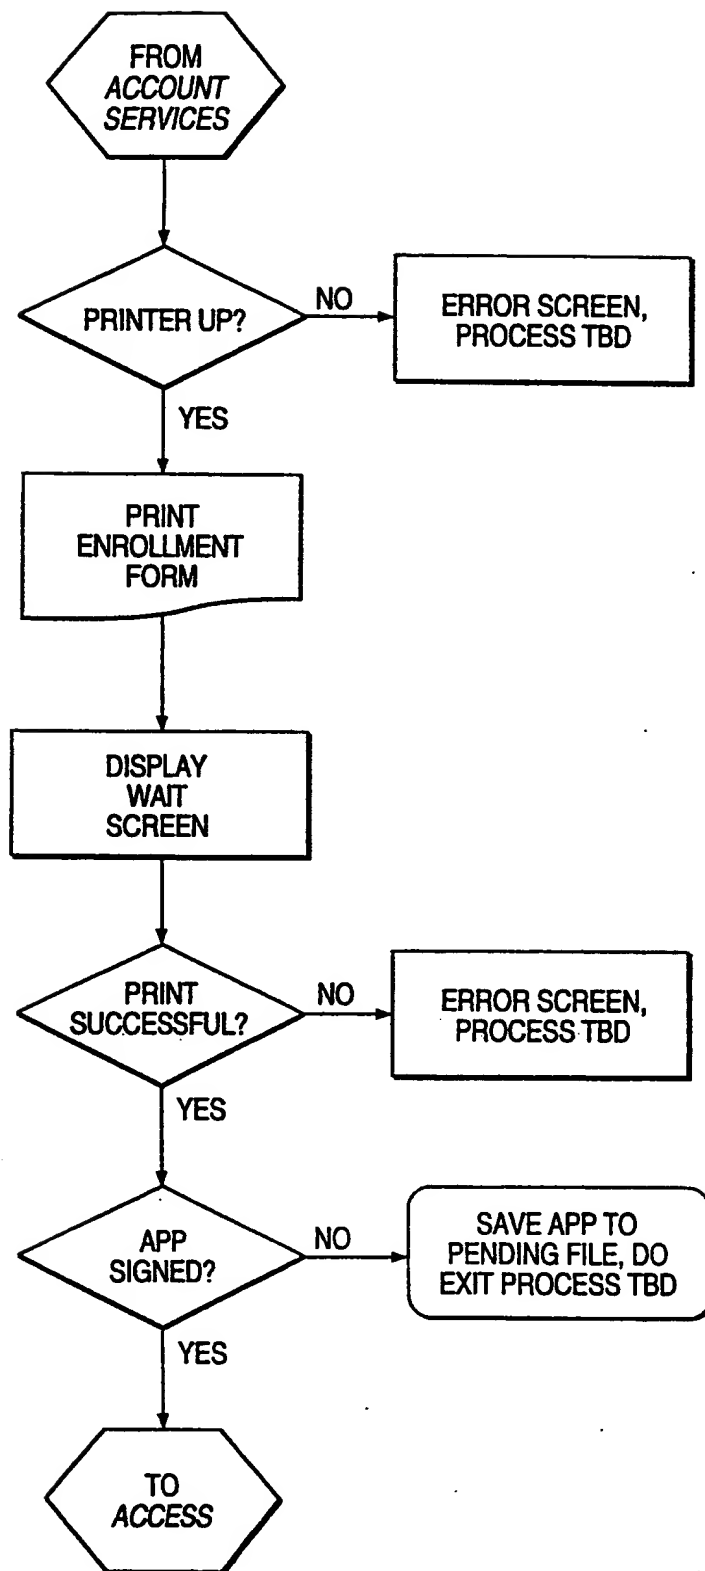 FROM
ACCOUNT
SERVICES
PRINTER UP?
NO
ERROR SCREEN,
PROCESS TBD
YES
PRINT
ENROLLMENT
FORM
DISPLAY
WAIT
SCREEN
PRINT
SUCCESSFUL?
NO
ERROR SCREEN,
PROCESS TBD
YES
APP
SIGNED?
NO
SAVE APP TO
PENDING FILE, DO
EXIT PROCESS TBD
YES
TO
ACCESS